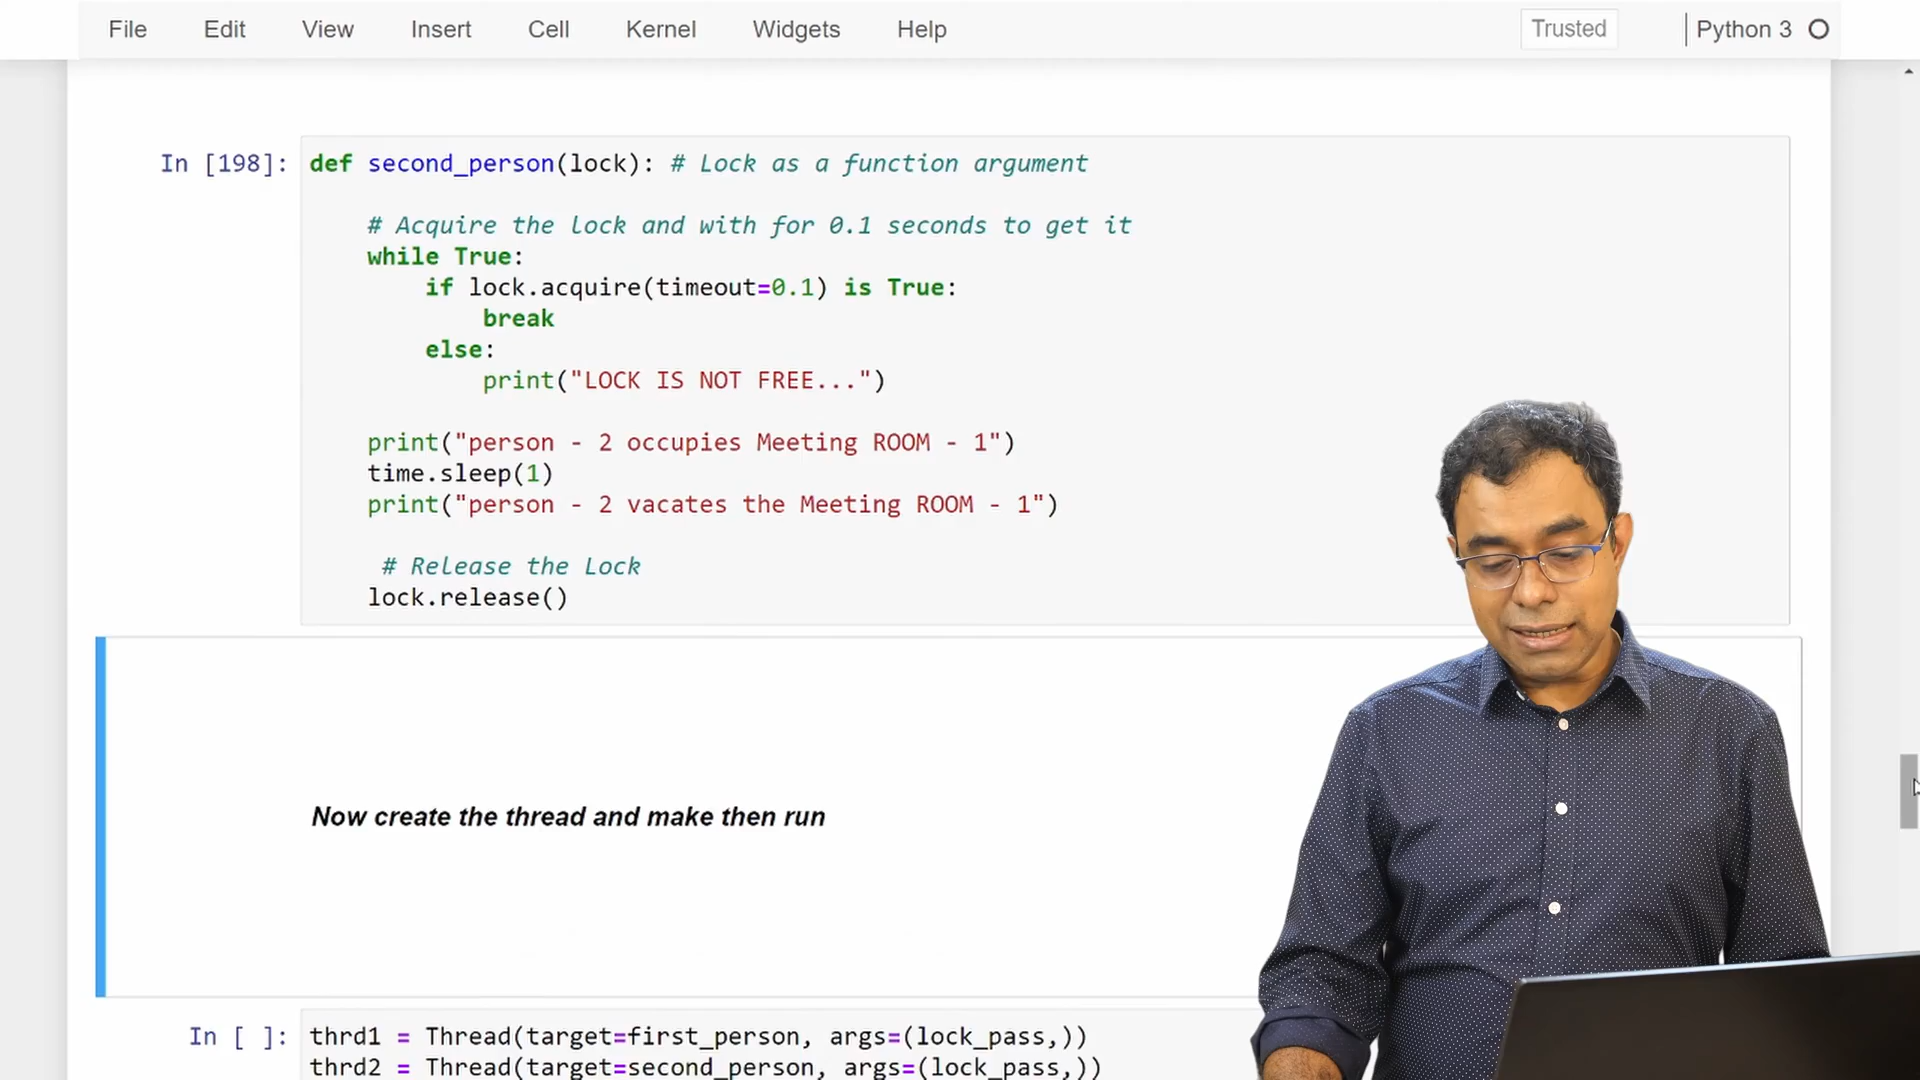 File Edit View Insert Cell Kernel Widgets Help Trusted Python 3
In [198]: def second_person(lock): # Lock as a function argument
# Acquire the lock and with for 0.1 seconds to get it
while True:
if lock.acquire(timeout=0.1) is True:
break
else:
print("LOCK IS NOT FREE...")
print("person - 2 occupies Meeting ROOM - 1")
time.sleep(1)
print("person - 2 vacates the Meeting ROOM - 1")
# Release the Lock
lock.release()
Now create the thread and make then run
In [ ]: thrd1 = Thread(target=first_person, args=(lock_pass,))
thrd2 = Thread(target=second_person, args=(lock_pass,))